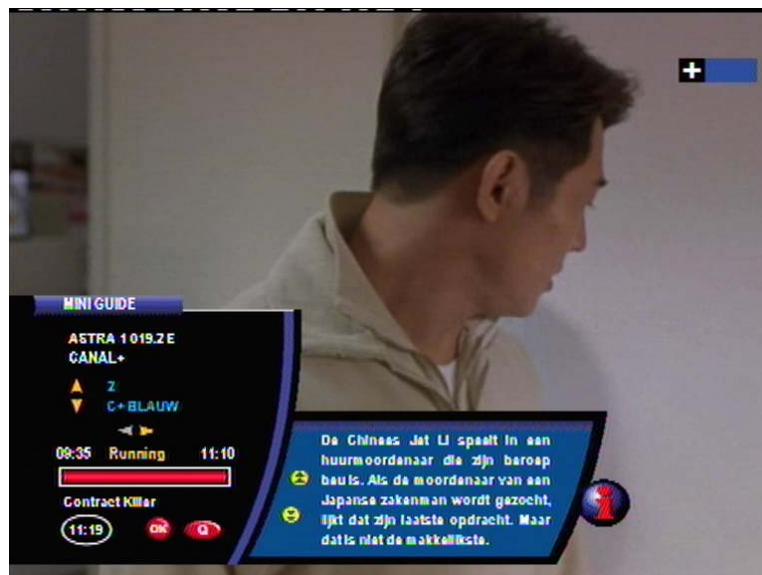 +
MINI GUIDE
ASTRA 1 019.2 E
CANAL+
2
C+BLAUW
09:35 Running 11:10
Contract Killer
11:19 OK Q
De Chinees Jet Li speelt in een
huurmoordenaar die zijn beroep
beu is. Als de moordenaar van een
Japanse zakenman wordt gezocht,
lijkt dat zijn laatste opdracht. Maar
dat is niet de makkelijkste.
i